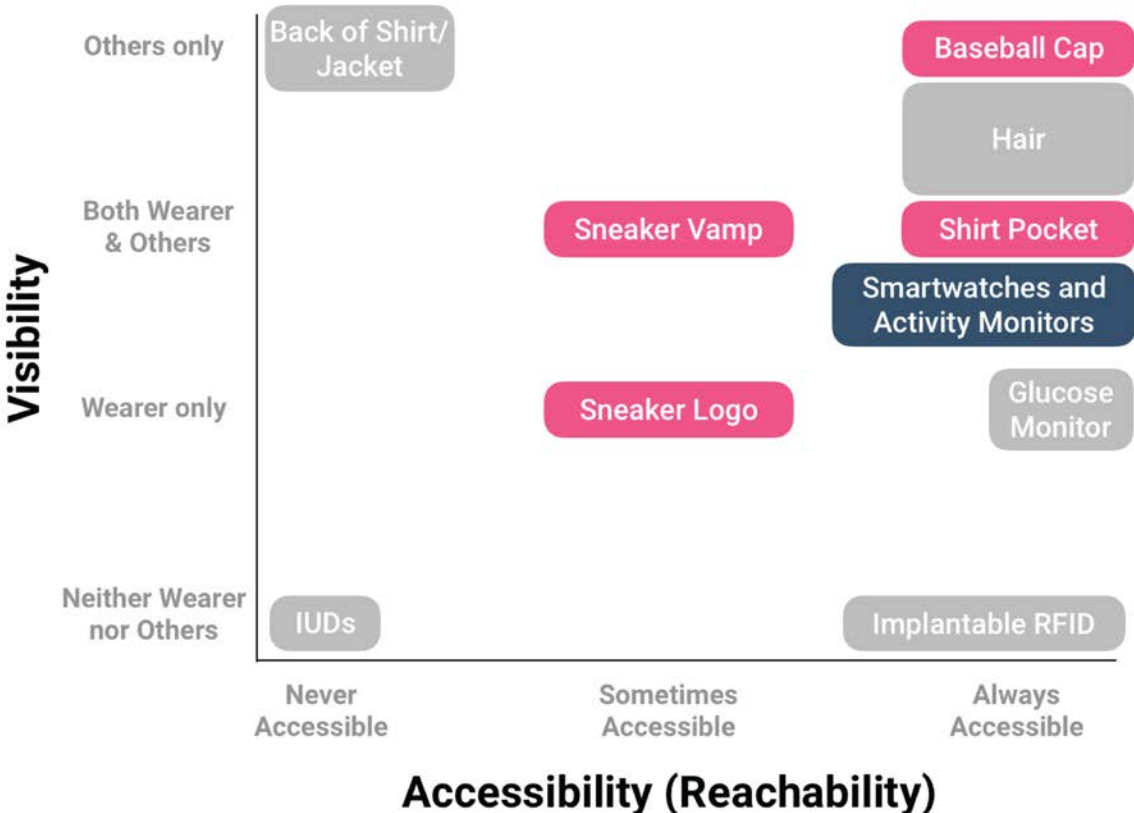 Others only
Back of Shirt/
Jacket
Baseball Cap
Hair
Both Wearer
& Others
Sneaker Vamp
Shirt Pocket
Smartwatches and
Activity Monitors
Visibility
Wearer only
Sneaker Logo
Glucose
Monitor
Neither Wearer
nor Others
IUDs
Implantable RFID
Never
Accessible
Sometimes
Accessible
Always
Accessible
Accessibility (Reachability)